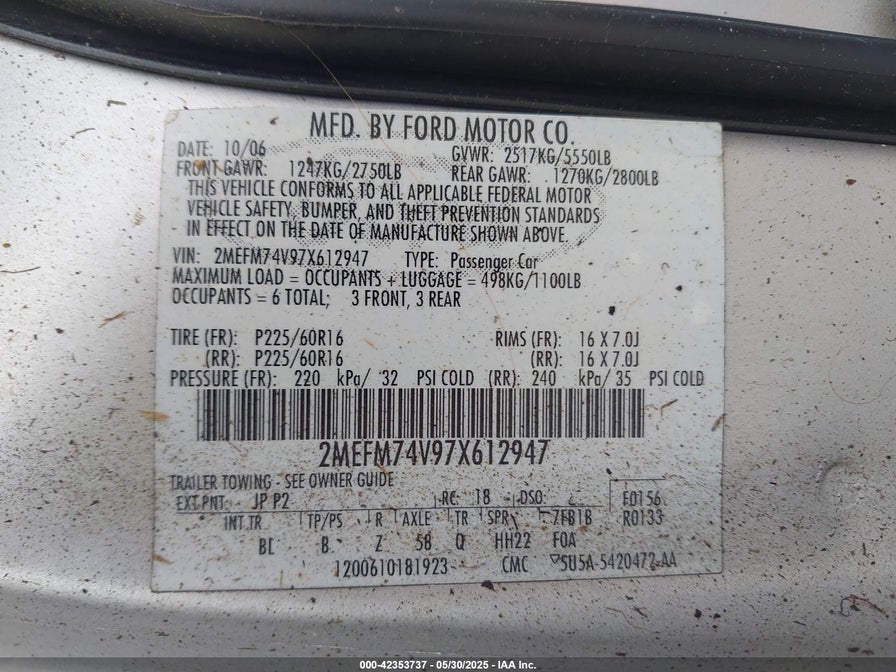 MFD. BY FORD MOTOR CO.
DATE: 10/06 GVWR: 2517KG/5550LB
FRONT GAWR: 1247KG/2750LB REAR GAWR: 1270KG/2800LB
THIS VEHICLE CONFORMS TO ALL APPLICABLE FEDERAL MOTOR
VEHICLE SAFETY, BUMPER, AND THEFT PREVENTION STANDARDS
IN EFFECT ON THE DATE OF MANUFACTURE SHOWN ABOVE.
VIN: 2MEFM74V97X612947 TYPE: Passenger Car
MAXIMUM LOAD = OCCUPANTS + LUGGAGE = 498KG/1100LB
OCCUPANTS = 6 TOTAL; 3 FRONT, 3 REAR
TIRE (FR): P225/60R16 RIMS (FR): 16 X 7.0J
(RR): P225/60R16 (RR): 16 X 7.0J
PRESSURE (FR): 220 kPa/ 32 PSI COLD (RR): 240 kPa/ 35 PSI COLD
2MEFM74V97X612947
TRAILER TOWING - SEE OWNER GUIDE
EXT PNT: JP P2 RC: 18 DSO: F0156
INT TR TP/PS R AXLE TR SPR 7FB1B R0133
BL B Z 58 Q HH22 FOA
1200610181923 CMC 5U5A-5420472-AA
000-42353737 - 05/30/2025 - IAA Inc.